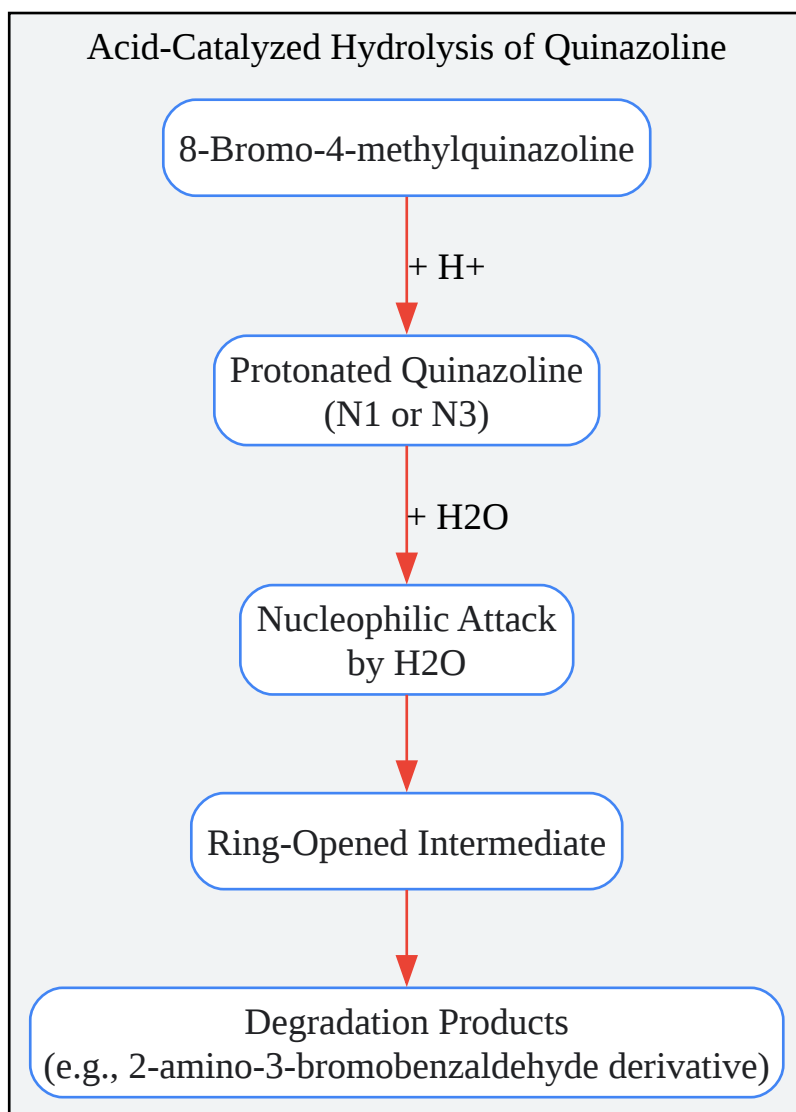 Acid-Catalyzed Hydrolysis of Quinazoline
8-Bromo-4-methylquinazoline
+ H+
Protonated Quinazoline
(N1 or N3)
+ H2O
Nucleophilic Attack
by H2O
Ring-Opened Intermediate
Degradation Products
(e.g., 2-amino-3-bromobenzaldehyde derivative)